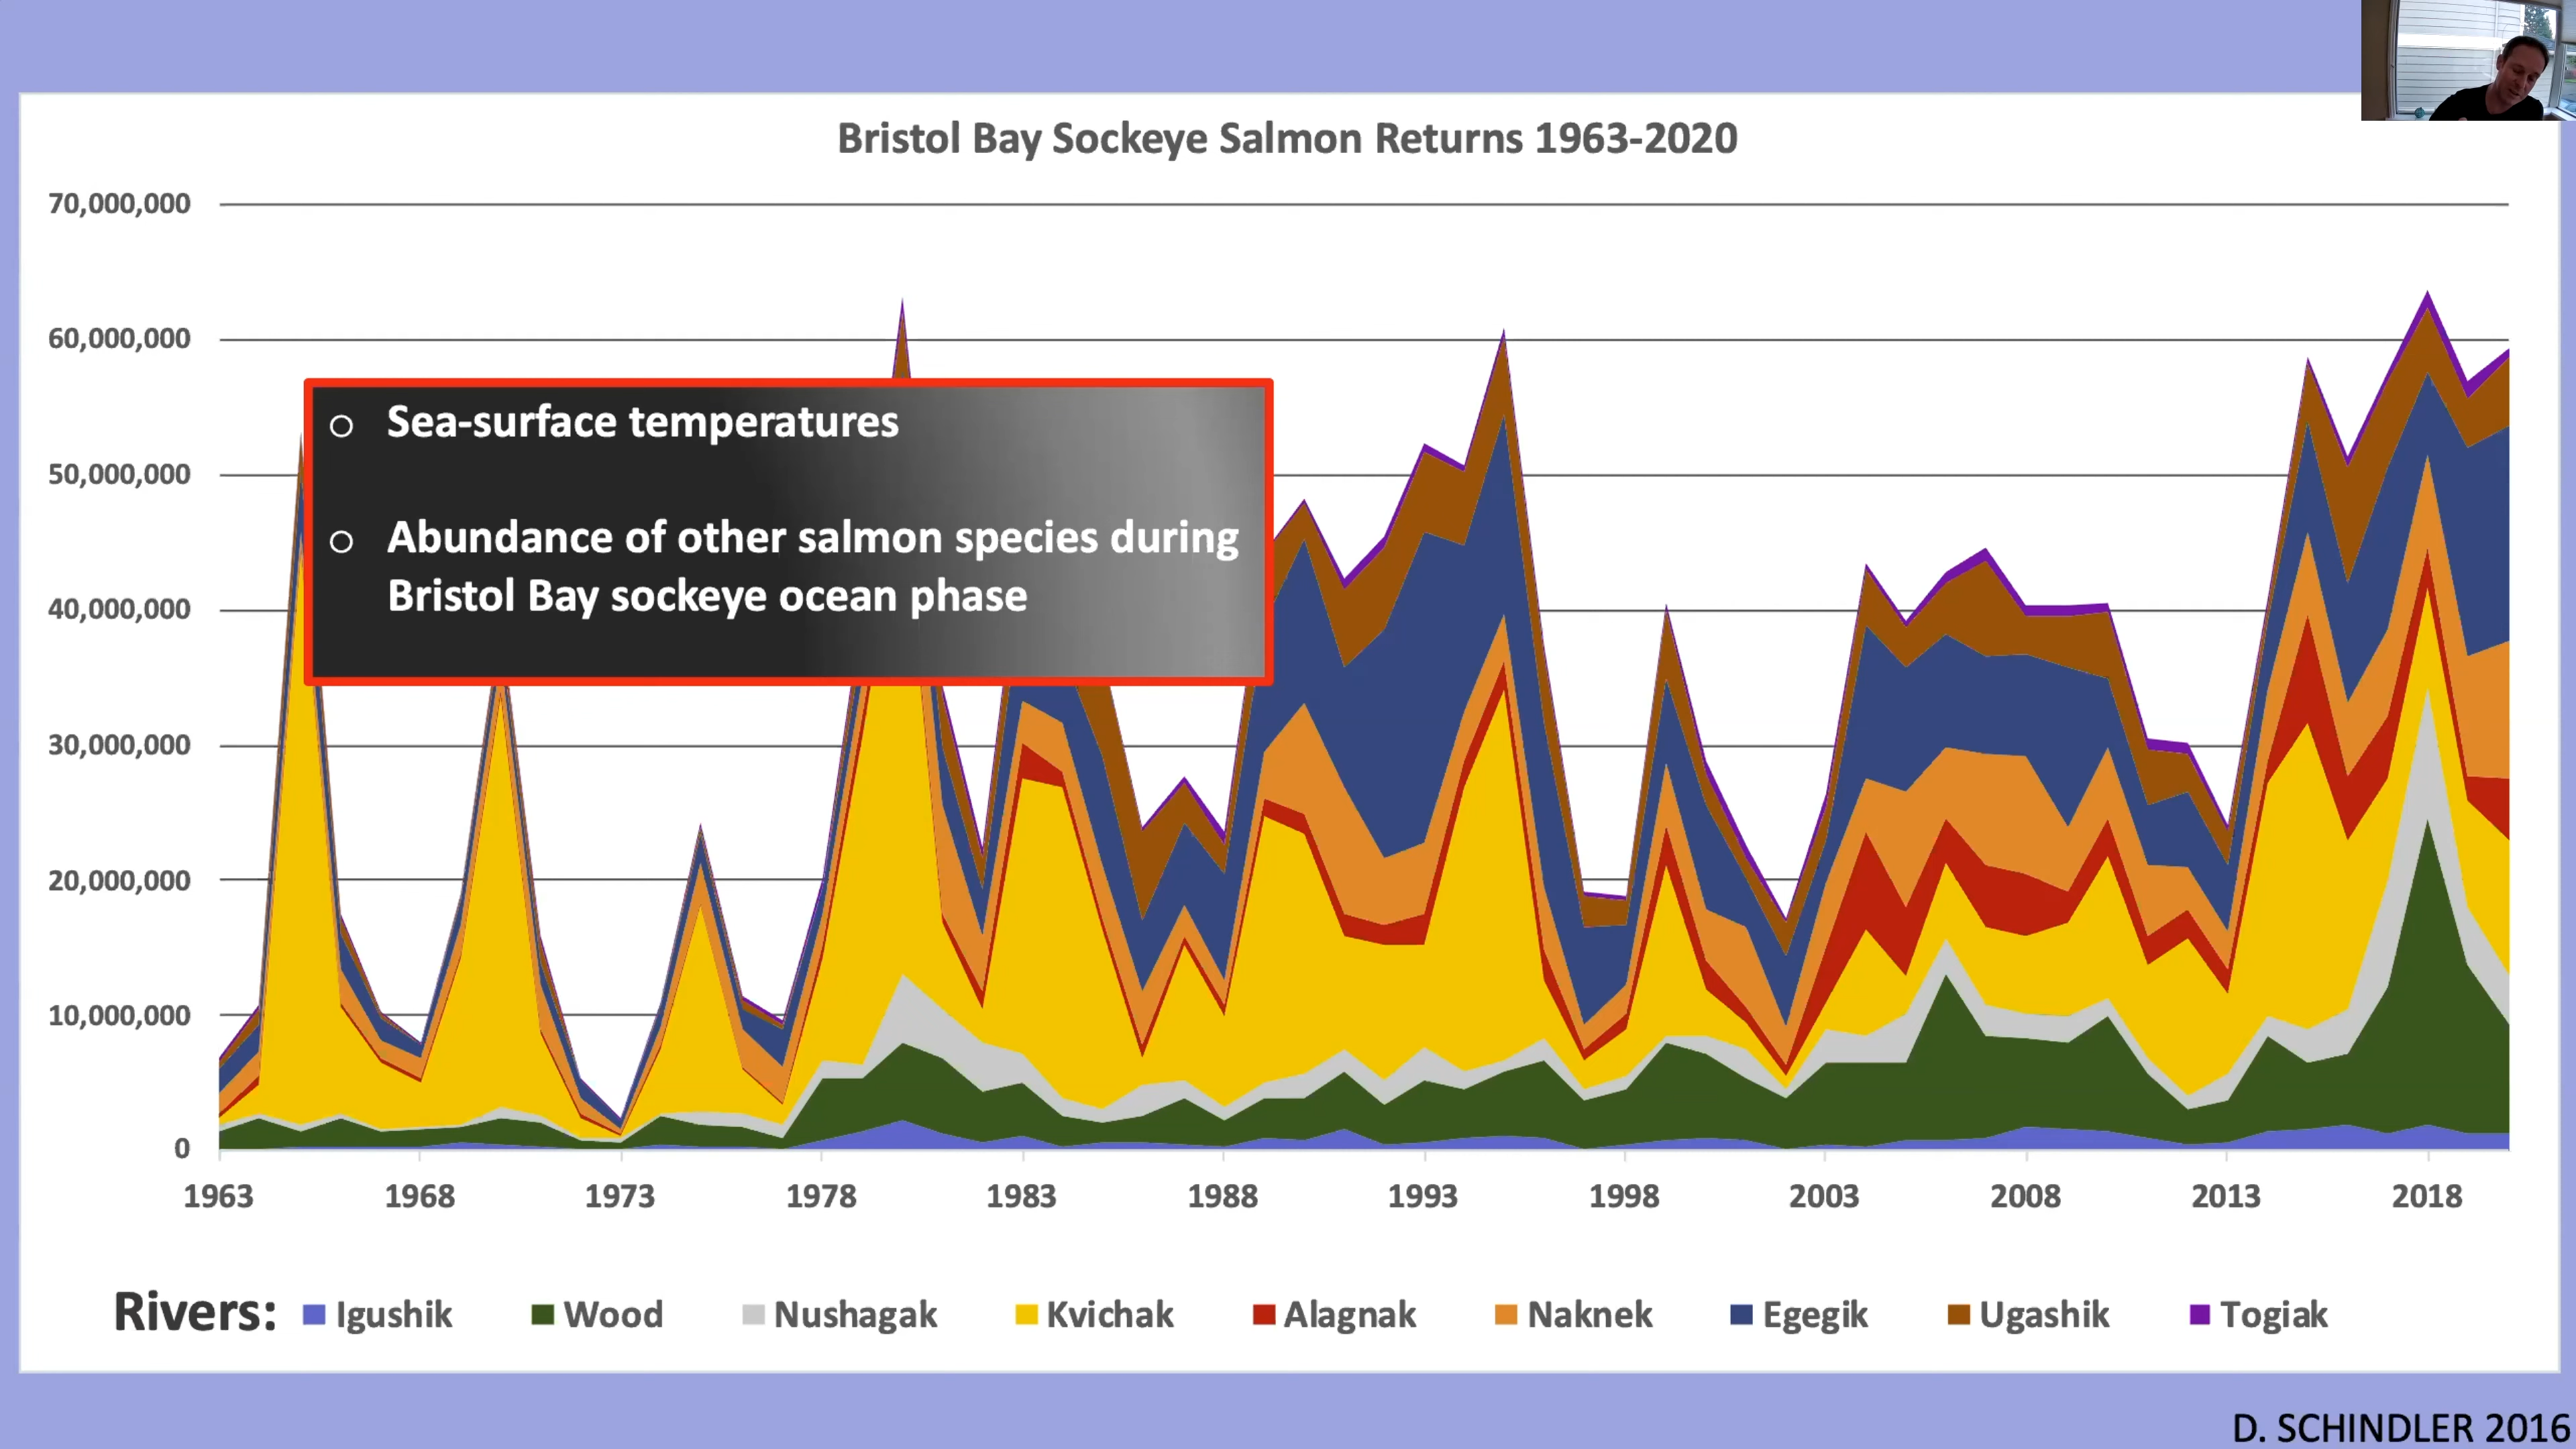 Bristol Bay Sockeye Salmon Returns 1963-2020
70,000,000
60,000,000
50,000,000
40,000,000
30,000,000
20,000,000
10,000,000
0
Sea-surface temperatures
Abundance of other salmon species during
Bristol Bay sockeye ocean phase
1963 1968 1973 1978 1983 1988 1993 1998 2003 2008 2013 2018
Rivers: Igushik Wood Nushagak Kvichak Alagnak Naknek Egegik Ugashik Togiak
D. SCHINDLER 2016